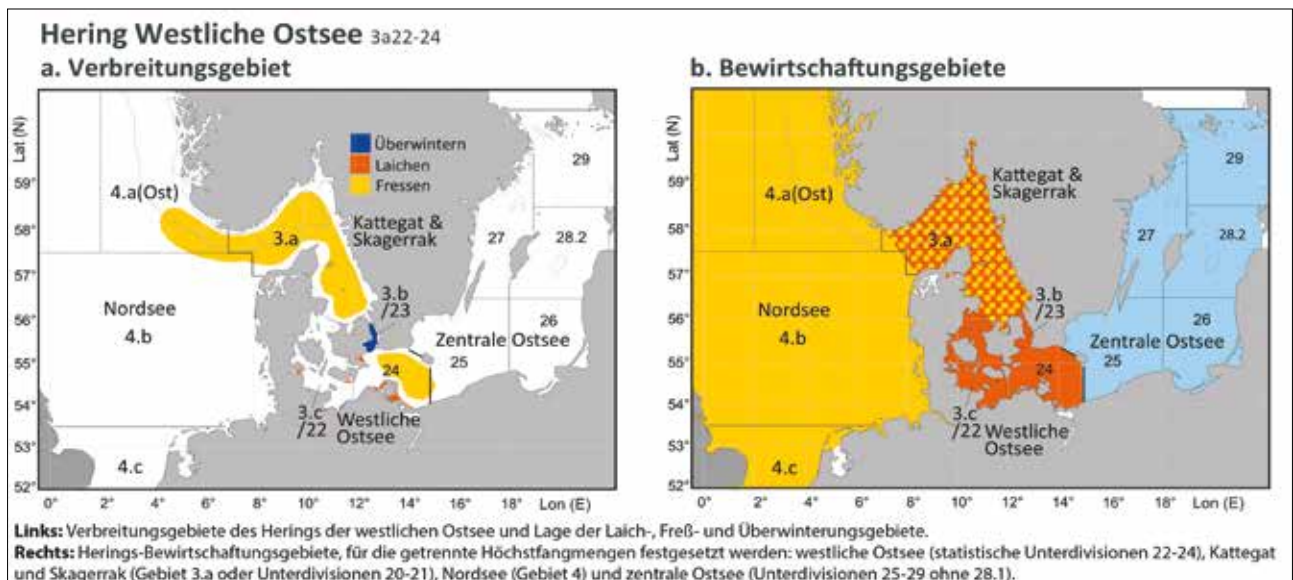 Hering Westliche Ostsee 3a22-24
a. Verbreitungsgebiet
Lat (N)
59°
58°
57°
56°
55°
54°
53°
52°
0°
2°
4°
6°
8°
10°
12°
14°
16°
18°
Lon (E)
Überwintern
Laichen
Fressen
4.a(Ost)
3.a
Kattegat &
Skagerrak
29
27
28.2
26
25
3.b
/23
Nordsee
4.b
Zentrale Ostsee
24
3.c
/22
Westliche
Ostsee
4.c
b. Bewirtschaftungsgebiete
Lat (N)
59°
58°
57°
56°
55°
54°
53°
52°
0°
2°
4°
6°
8°
10°
12°
14°
16°
18°
Lon (E)
4.a(Ost)
3.a
Kattegat &
Skagerrak
29
27
28.2
26
25
3.b
/23
Nordsee
4.b
Zentrale Ostsee
24
3.c
/22
Westliche
Ostsee
4.c
Links: Verbreitungsgebiete des Herings der westlichen Ostsee und Lage der Laich-, Freß- und Überwinterungsgebiete.
Rechts: Herings-Bewirtschaftungsgebiete, für die getrennte Höchstfangmengen festgesetzt werden: westliche Ostsee (statistische Unterdivisionen 22-24), Kattegat
und Skagerrak (Gebiet 3.a oder Unterdivisionen 20-21), Nordsee (Gebiet 4) und zentrale Ostsee (Unterdivisionen 25-29 ohne 28.1).